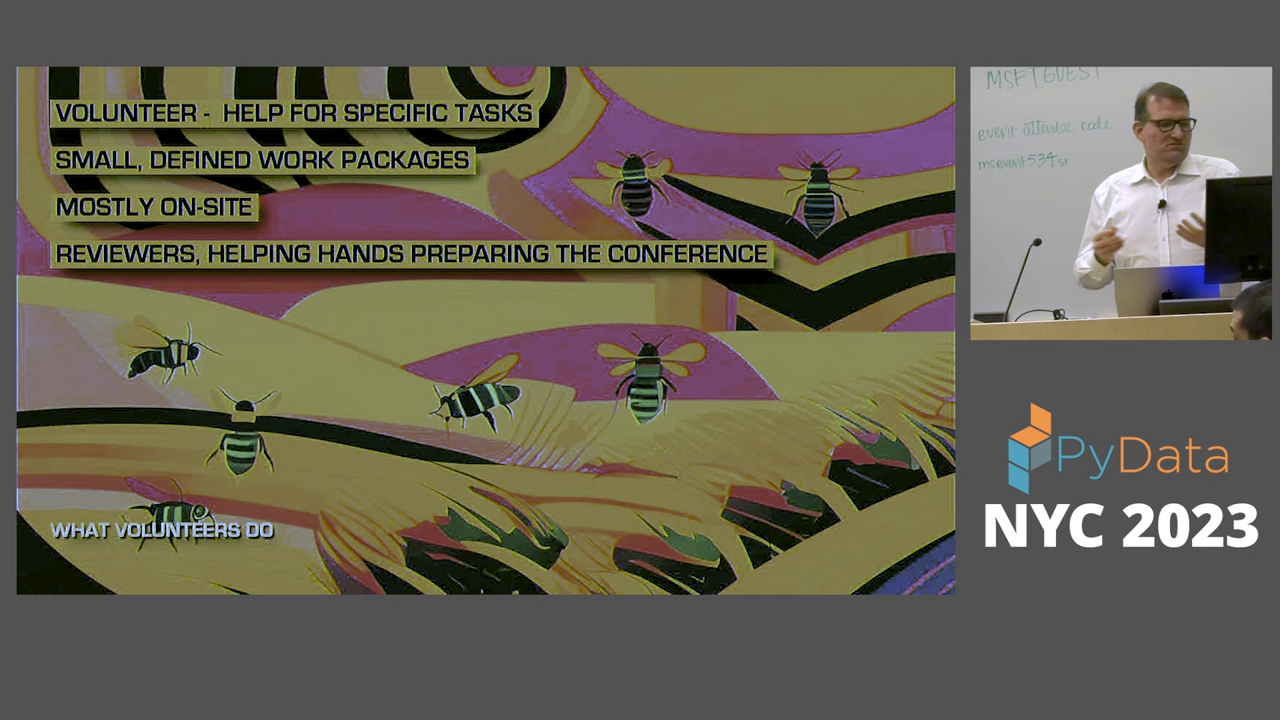 VOLUNTEER - HELP FOR SPECIFIC TASKS
SMALL, DEFINED WORK PACKAGES
MOSTLY ON-SITE
REVIEWERS, HELPING HANDS PREPARING THE CONFERENCE
WHAT VOLUNTEERS DO
MSFTGUEST
event attendee code
msevent534si
PyData
NYC 2023